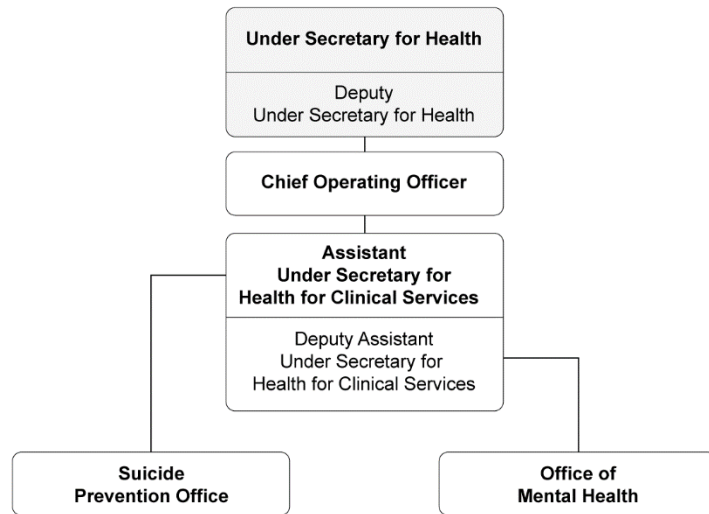 Under Secretary for Health
Deputy
Under Secretary for Health
Chief Operating Officer
Assistant
Under Secretary for
Health for Clinical Services
Deputy Assistant
Under Secretary for
Health for Clinical Services
Suicide
Prevention Office
Office of
Mental Health